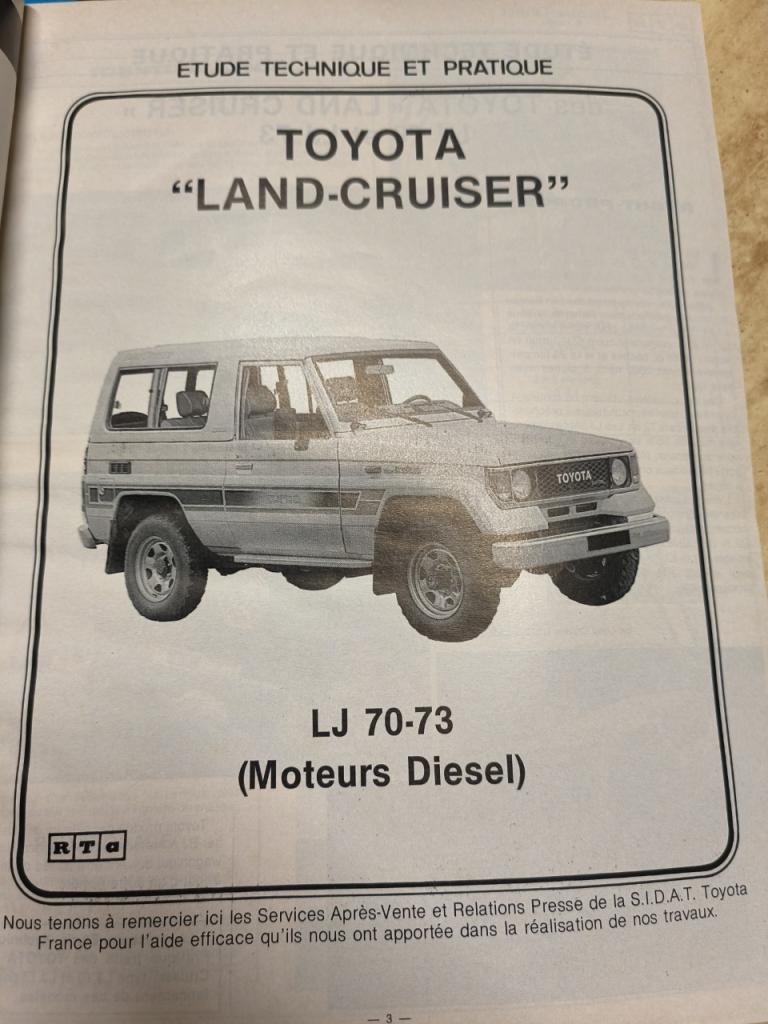 ETUDE TECHNIQUE ET PRATIQUE
TOYOTA
“LAND-CRUISER”
TOYOTA
LJ 70-73
(Moteurs Diesel)
RTa
Nous tenons à remercier ici les Services Après-Vente et Relations Presse de la S.I.D.A.T. Toyota
France pour l'aide efficace qu'ils nous ont apportée dans la réalisation de nos travaux.
— 3 —